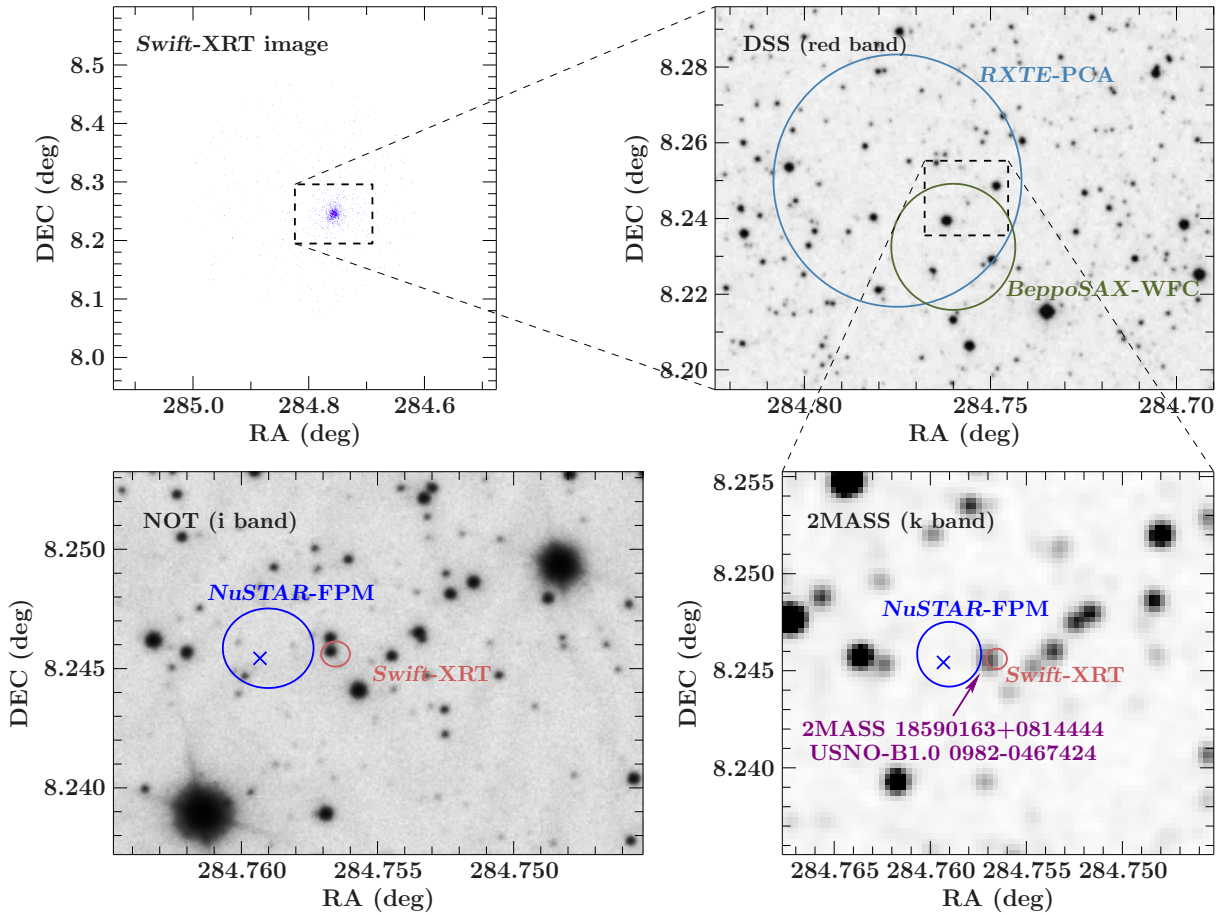 Swift-XRT image
8.5
8.4
8.3
8.2
8.1
8.0
DEC (deg)
285.0
284.8
284.6
RA (deg)
DSS (red band)
RXTE-PCA
BeppoSAX-WFC
8.28
8.26
8.24
8.22
8.20
DEC (deg)
284.80
284.75
284.70
RA (deg)
NOT (i band)
NuSTAR-FPM
Swift-XRT
8.250
8.245
8.240
DEC (deg)
284.760
284.755
284.750
RA (deg)
2MASS (k band)
NuSTAR-FPM
Swift-XRT
2MASS 18590163+0814444
USNO-B1.0 0982-0467424
8.255
8.250
8.245
8.240
DEC (deg)
284.765
284.760
284.755
284.750
RA (deg)